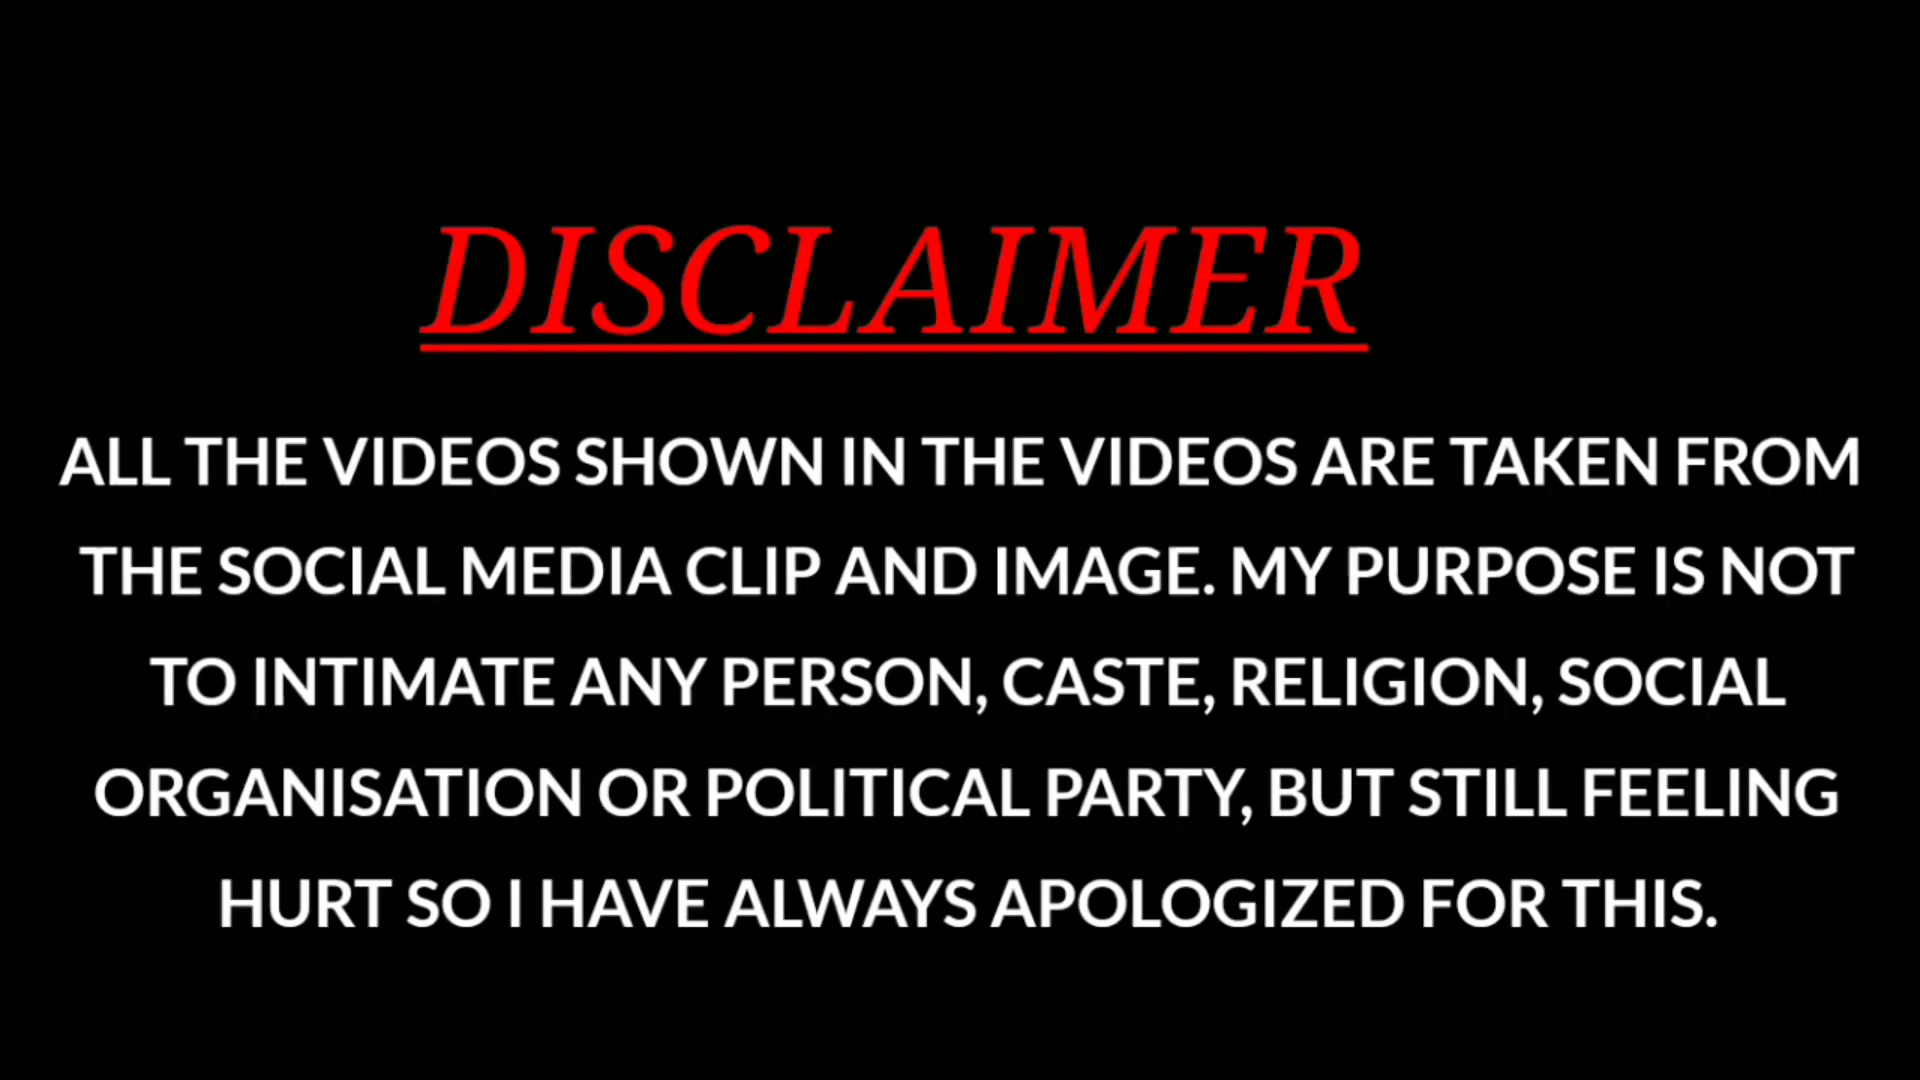 DISCLAIMER
ALL THE VIDEOS SHOWN IN THE VIDEOS ARE TAKEN FROM
THE SOCIAL MEDIA CLIP AND IMAGE. MY PURPOSE IS NOT
TO INTIMATE ANY PERSON, CASTE, RELIGION, SOCIAL
ORGANISATION OR POLITICAL PARTY, BUT STILL FEELING
HURT SO I HAVE ALWAYS APOLOGIZED FOR THIS.